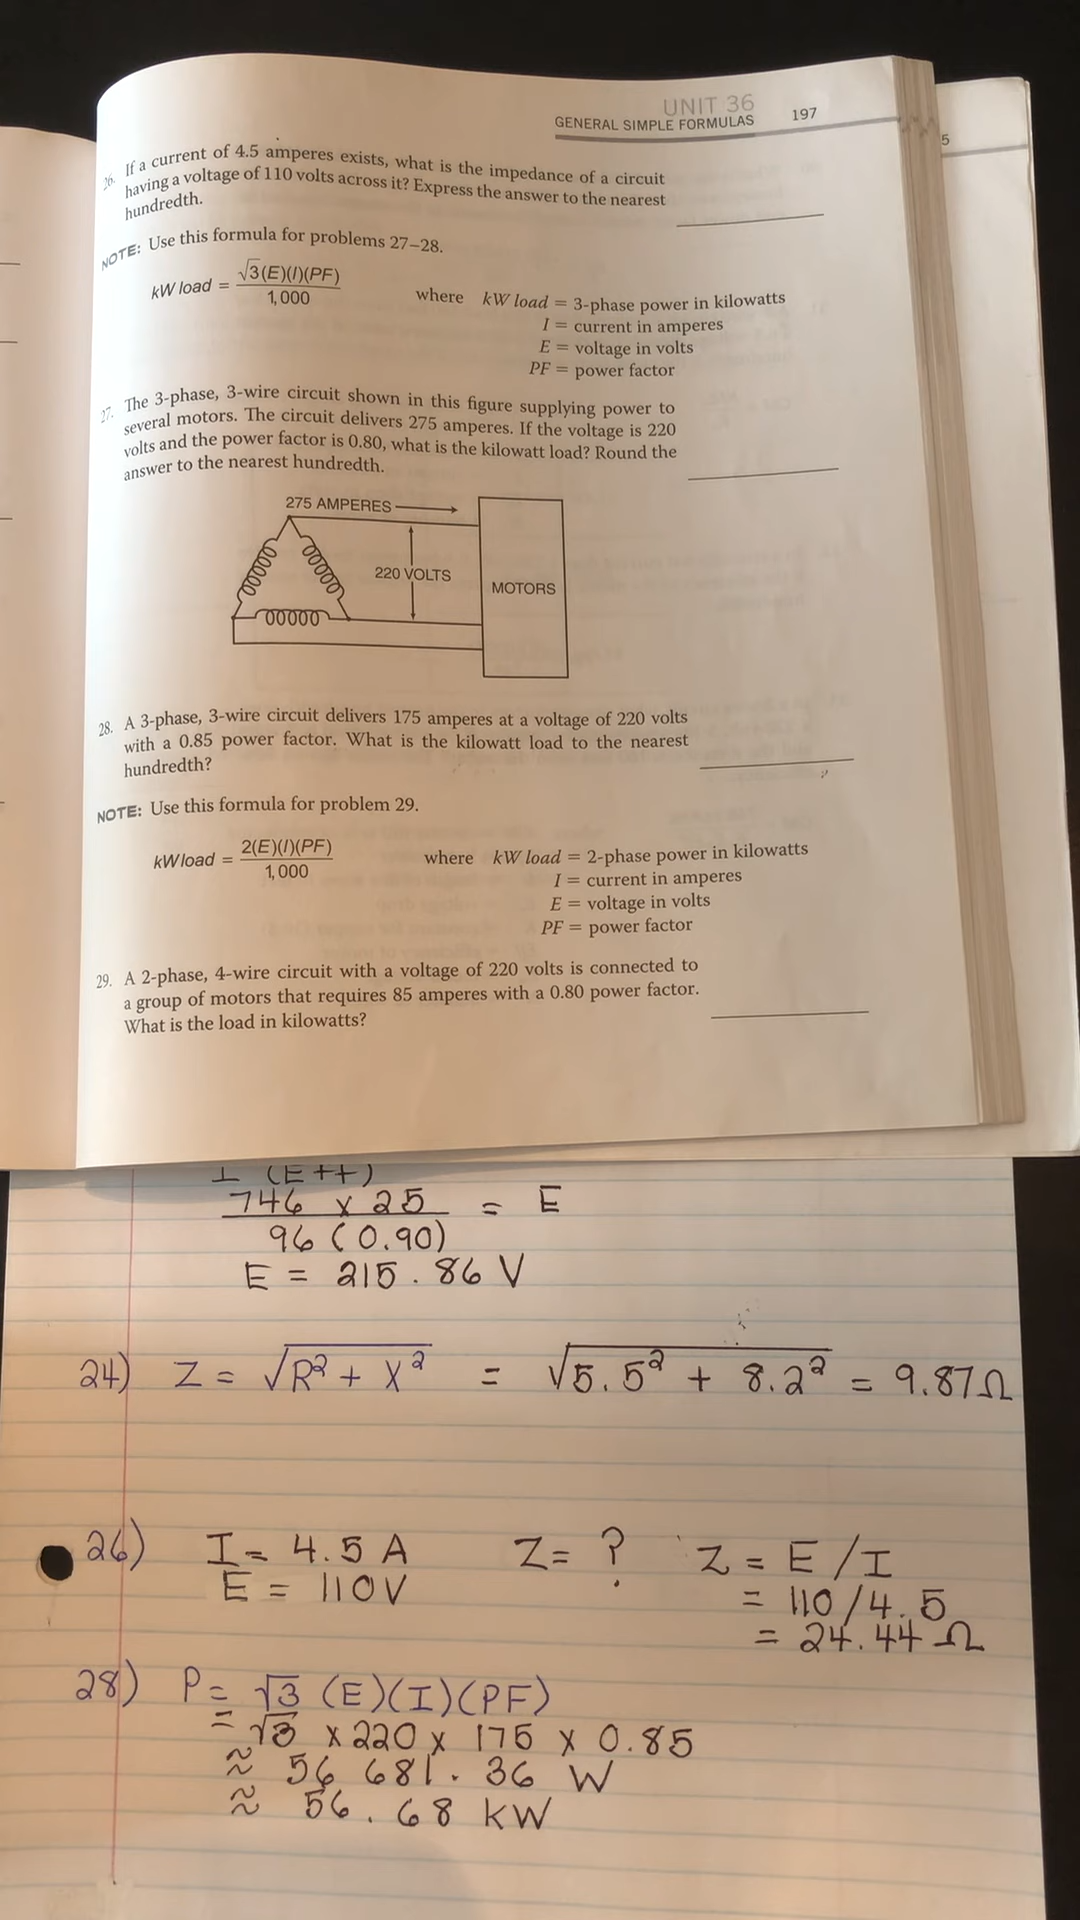 UNIT 36
GENERAL SIMPLE FORMULAS 197
5
26. If a current of 4.5 amperes exists, what is the impedance of a circuit
having a voltage of 110 volts across it? Express the answer to the nearest
hundredth.
NOTE: Use this formula for problems 27–28.
kW load = √3(E)(I)(PF) / 1,000
where kW load = 3-phase power in kilowatts
I = current in amperes
E = voltage in volts
PF = power factor
27. The 3-phase, 3-wire circuit shown in this figure supplying power to
several motors. The circuit delivers 275 amperes. If the voltage is 220
volts and the power factor is 0.80, what is the kilowatt load? Round the
answer to the nearest hundredth.
275 AMPERES
220 VOLTS
MOTORS
28. A 3-phase, 3-wire circuit delivers 175 amperes at a voltage of 220 volts
with a 0.85 power factor. What is the kilowatt load to the nearest
hundredth?
NOTE: Use this formula for problem 29.
kW load = 2(E)(I)(PF) / 1,000
where kW load = 2-phase power in kilowatts
I = current in amperes
E = voltage in volts
PF = power factor
29. A 2-phase, 4-wire circuit with a voltage of 220 volts is connected to
a group of motors that requires 85 amperes with a 0.80 power factor.
What is the load in kilowatts?
I (Eff)
746 x 25 = E
96 (0.90)
E = 215.86 V
24) Z = √R² + X² = √5.5² + 8.2² = 9.87Ω
26) I = 4.5 A Z = ? Z = E/I
E = 110V = 110/4.5
= 24.44 Ω
28) P = √3 (E)(I)(PF)
= √3 x 220 x 175 x 0.85
≈ 56 681.36 W
≈ 56.68 kW